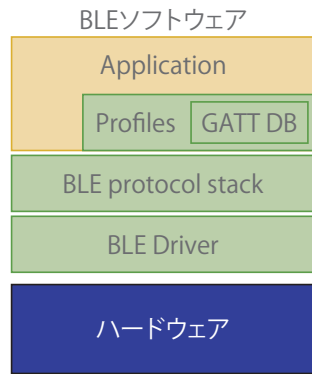 BLEソフトウェア
Application
Profiles GATT DB
BLE protocol stack
BLE Driver
ハードウェア